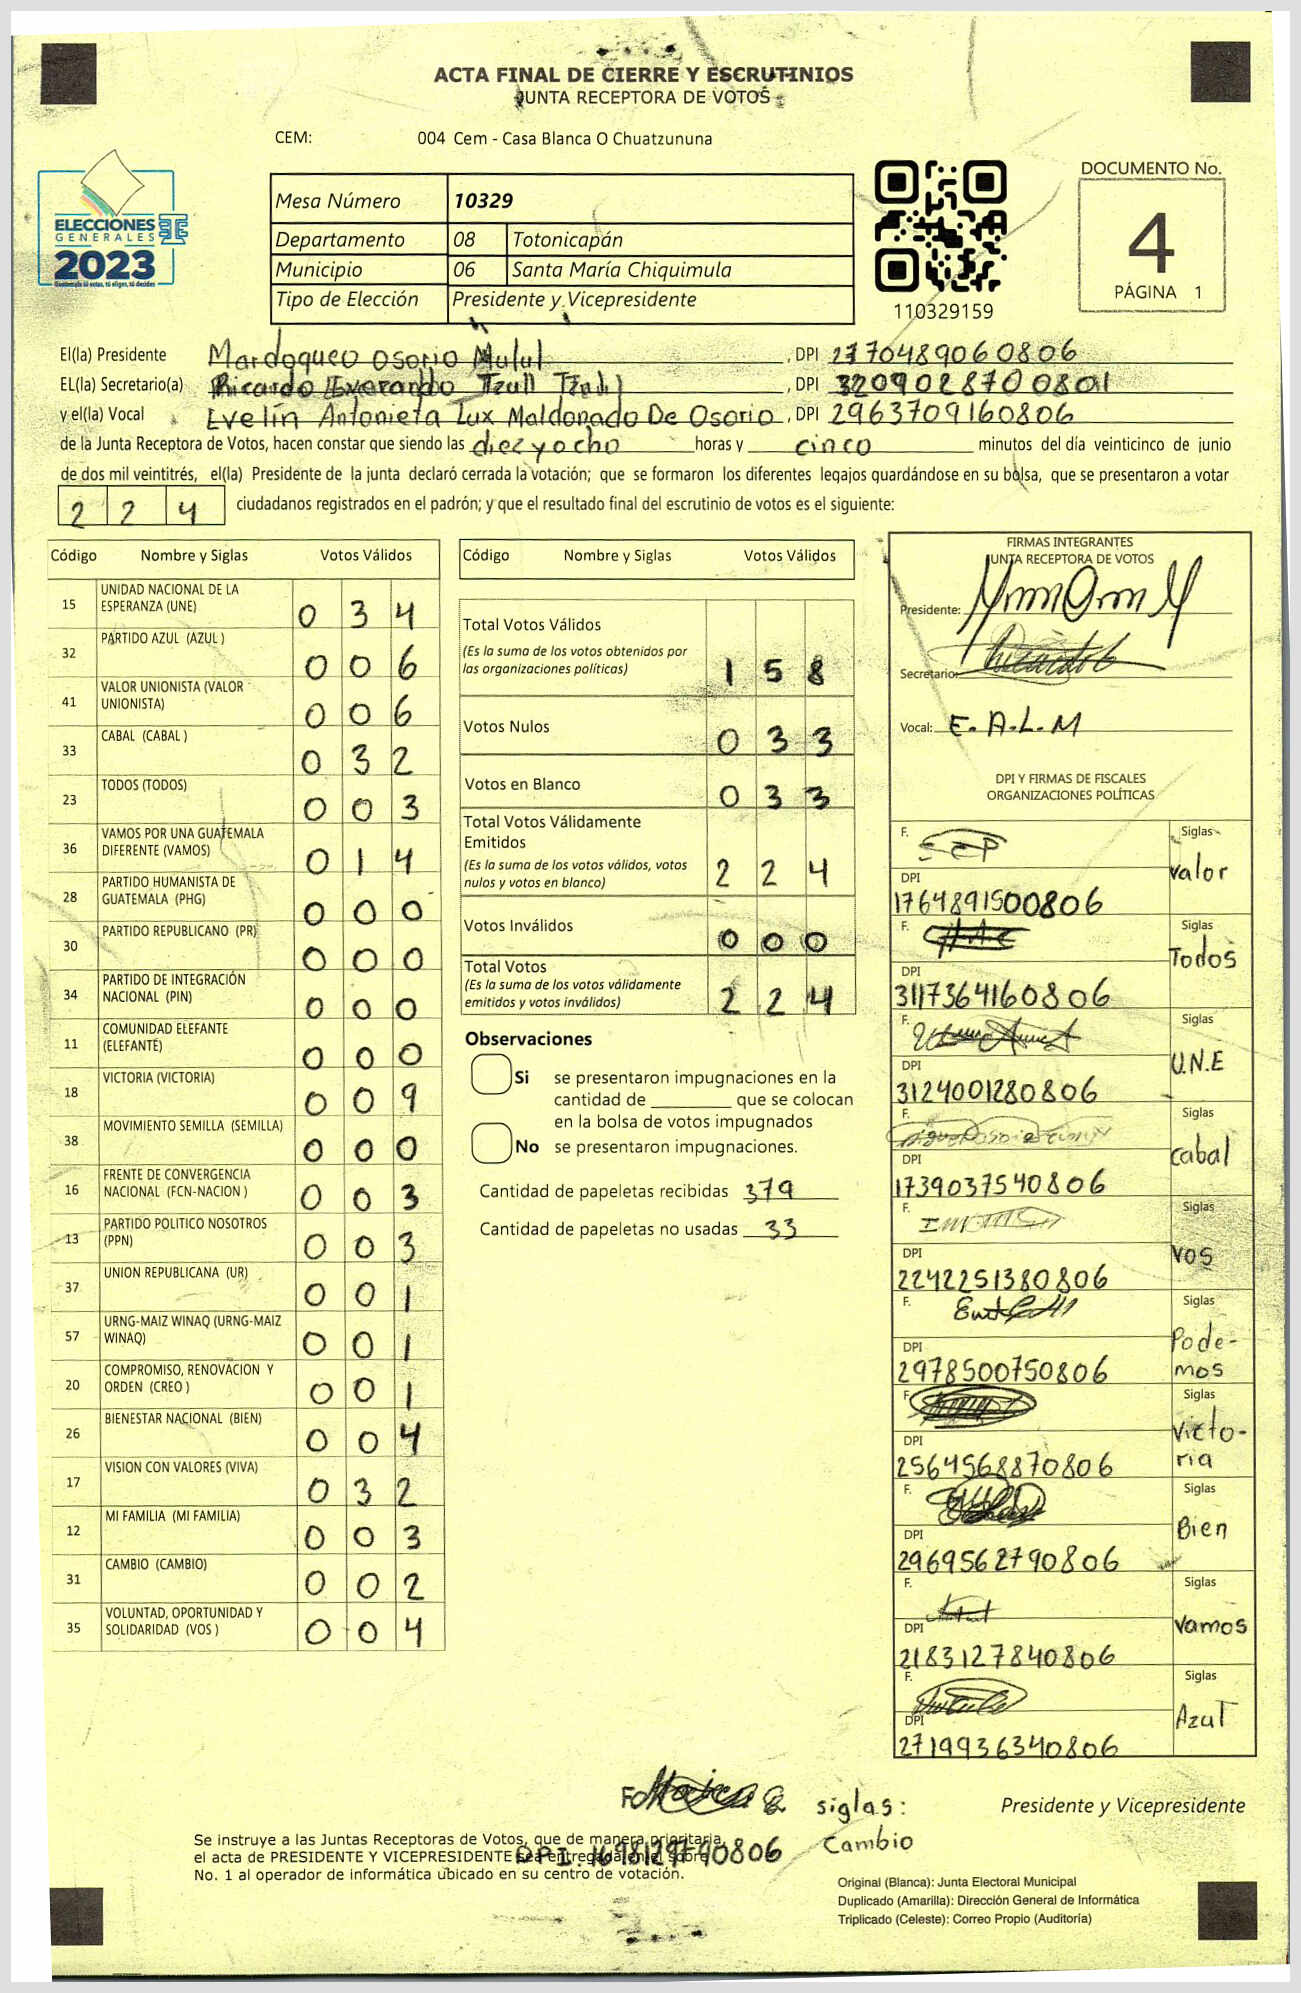 ACTA FINAL DE CIERRE Y ESCRUTINIOS
JUNTA RECEPTORA DE VOTOS
CEM: 004 Cem - Casa Blanca O Chuatzununa
ELECCIONES
GENERALES
2023
Guatemala tú votas, tú eliges, tú decides
Mesa Número 10329
Departamento 08 Totonicapán
Municipio 06 Santa María Chiquimula
Tipo de Elección Presidente y Vicepresidente
110329159
DOCUMENTO No.
4
PÁGINA 1
El(la) Presidente Mardoqueo Osorio Mulul, DPI 2770489060806
EL(la) Secretario(a) Ricardo Everardo Tzul Tzul, DPI 3209028700801
y el(la) Vocal Evelin Antonieta Lux Maldonado De Osorio, DPI 2963709160806
de la Junta Receptora de Votos, hacen constar que siendo las diez y ocho horas y cinco minutos del día veinticinco de junio
de dos mil veintitrés, el(la) Presidente de la junta declaró cerrada la votación; que se formaron los diferentes legajos guardándose en su bolsa, que se presentaron a votar
2 2 4 ciudadanos registrados en el padrón; y que el resultado final del escrutinio de votos es el siguiente:
Código Nombre y Siglas Votos Válidos
15 UNIDAD NACIONAL DE LA ESPERANZA (UNE) 0 3 4
32 PARTIDO AZUL (AZUL) 0 0 6
41 VALOR UNIONISTA (VALOR UNIONISTA) 0 0 6
33 CABAL (CABAL) 0 3 2
23 TODOS (TODOS) 0 0 3
36 VAMOS POR UNA GUATEMALA DIFERENTE (VAMOS) 0 1 4
28 PARTIDO HUMANISTA DE GUATEMALA (PHG) 0 0 0
30 PARTIDO REPUBLICANO (PR) 0 0 0
34 PARTIDO DE INTEGRACIÓN NACIONAL (PIN) 0 0 0
11 COMUNIDAD ELEFANTE (ELEFANTE) 0 0 0
18 VICTORIA (VICTORIA) 0 0 9
38 MOVIMIENTO SEMILLA (SEMILLA) 0 0 0
16 FRENTE DE CONVERGENCIA NACIONAL (FCN-NACION) 0 0 3
13 PARTIDO POLITICO NOSOTROS (PPN) 0 0 3
37 UNION REPUBLICANA (UR) 0 0 1
57 URNG-MAIZ WINAQ (URNG-MAIZ WINAQ) 0 0 1
20 COMPROMISO, RENOVACION Y ORDEN (CREO) 0 0 1
26 BIENESTAR NACIONAL (BIEN) 0 0 4
17 VISION CON VALORES (VIVA) 0 3 2
12 MI FAMILIA (MI FAMILIA) 0 0 3
31 CAMBIO (CAMBIO) 0 0 2
35 VOLUNTAD, OPORTUNIDAD Y SOLIDARIDAD (VOS) 0 0 4
Código Nombre y Siglas Votos Válidos
Total Votos Válidos
(Es la suma de los votos obtenidos por
las organizaciones políticas) 1 5 8
Votos Nulos 0 3 3
Votos en Blanco 0 3 3
Total Votos Válidamente
Emitidos
(Es la suma de los votos válidos, votos
nulos y votos en blanco) 2 2 4
Votos Inválidos 0 0 0
Total Votos
(Es la suma de los votos válidamente
emitidos y votos inválidos) 2 2 4
Observaciones
Si se presentaron impugnaciones en la
cantidad de ________ que se colocan
en la bolsa de votos impugnados
No se presentaron impugnaciones.
Cantidad de papeletas recibidas 379
Cantidad de papeletas no usadas 33
FIRMAS INTEGRANTES
JUNTA RECEPTORA DE VOTOS
Presidente:
Secretario:
Vocal: E.A.L.M
DPI Y FIRMAS DE FISCALES
ORGANIZACIONES POLÍTICAS
F. Siglas Valor
DPI 1764891500806
F. Siglas Todos
DPI 3117364160806
F. Siglas U.N.E
DPI 3124001280806
F. Siglas Cabal
DPI 1739037540806
F. Siglas Vos
DPI 2242251380806
F. Siglas Pode-mos
DPI 2978500750806
F. Siglas Victo-ria
DPI 2564568870806
F. Siglas Bien
DPI 2969562790806
F. Siglas Vamos
DPI 2183127840806
F. Siglas Azul
DPI 2719936340806
siglas:
Cambio
Presidente y Vicepresidente
Se instruye a las Juntas Receptoras de Votos, que de manera prioritaria,
el acta de PRESIDENTE Y VICEPRESIDENTE sea entregada en el sobre
No. 1 al operador de informática ubicado en su centro de votación.
Original (Blanca): Junta Electoral Municipal
Duplicado (Amarilla): Dirección General de Informática
Triplicado (Celeste): Correo Propio (Auditoría)